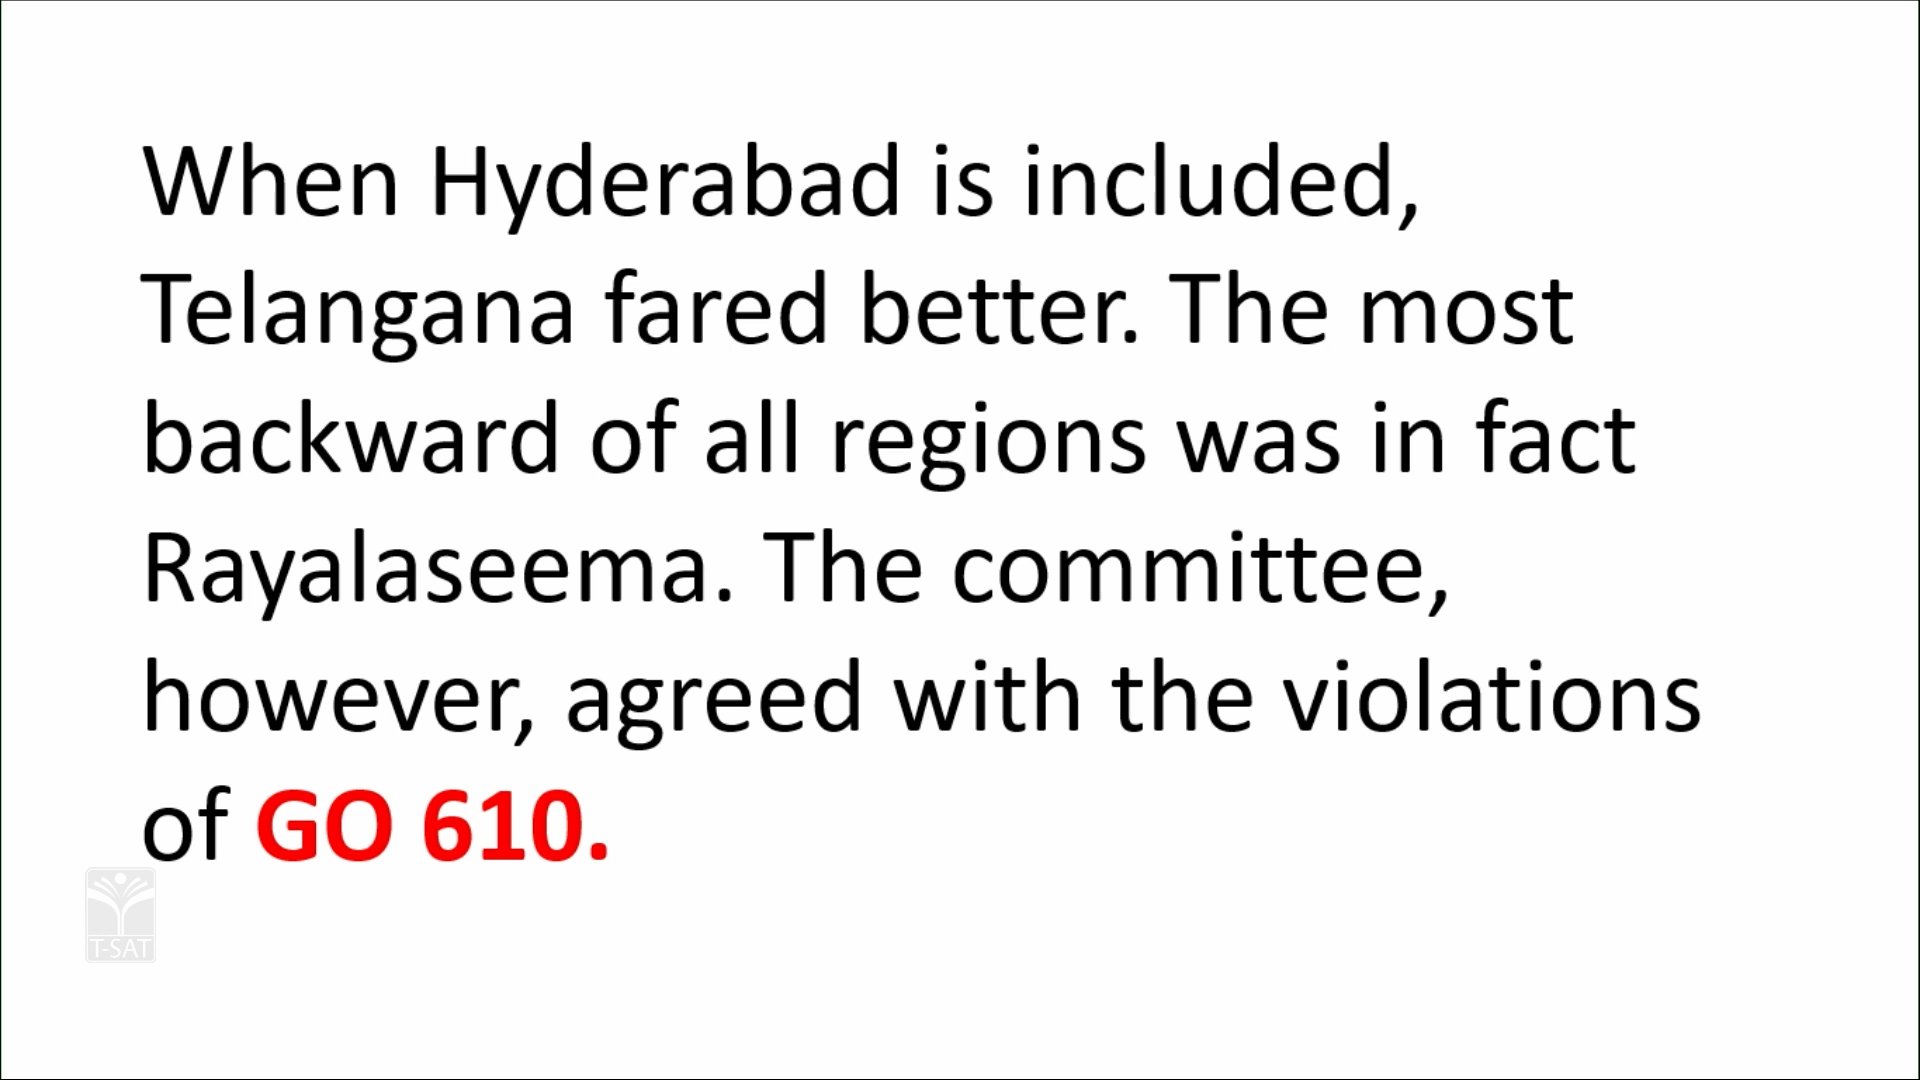 When Hyderabad is included,
Telangana fared better. The most
backward of all regions was in fact
Rayalaseema. The committee,
however, agreed with the violations
of GO 610.
T-SAT